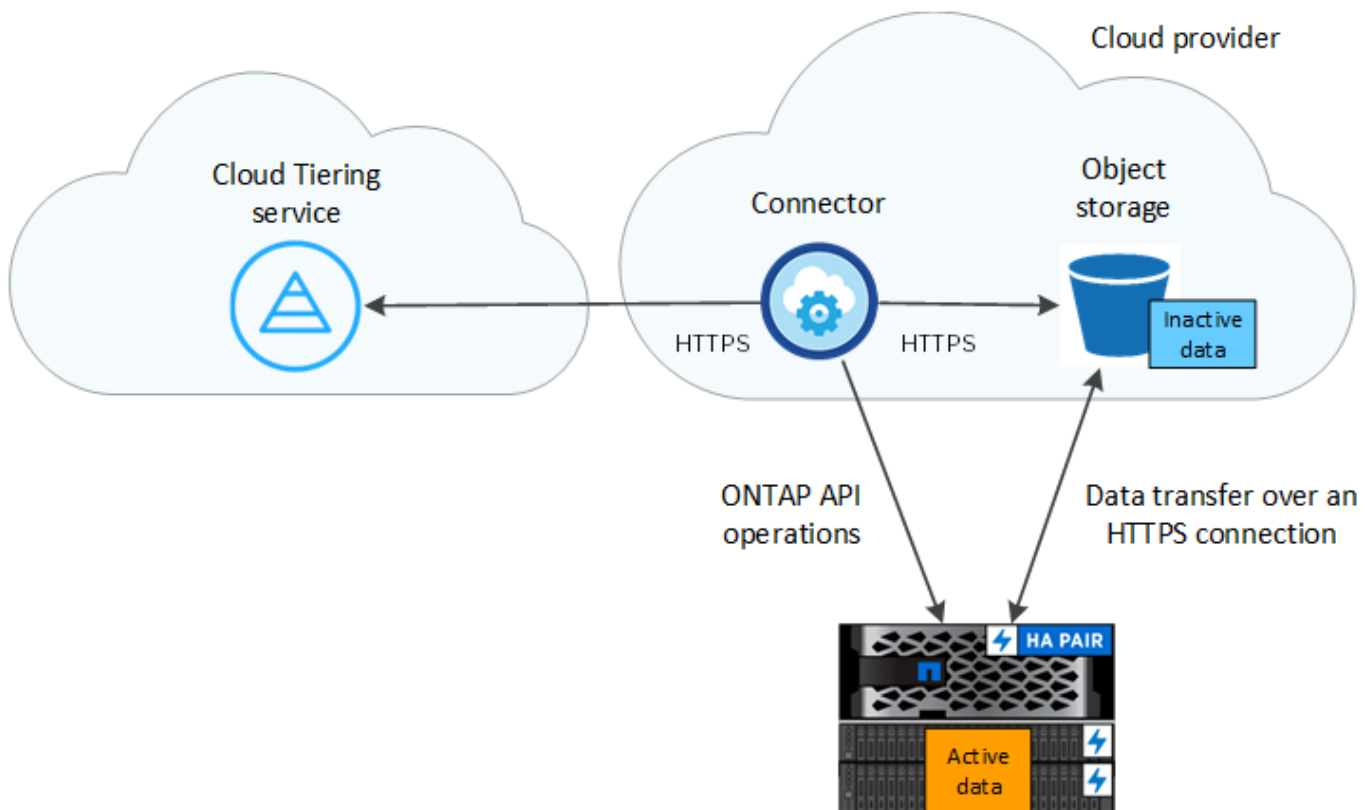 Cloud provider
Cloud Tiering
service
Connector
Object
storage
HTTPS
HTTPS
Inactive
data
ONTAP API
operations
Data transfer over an
HTTPS connection
HA PAIR
Active
data